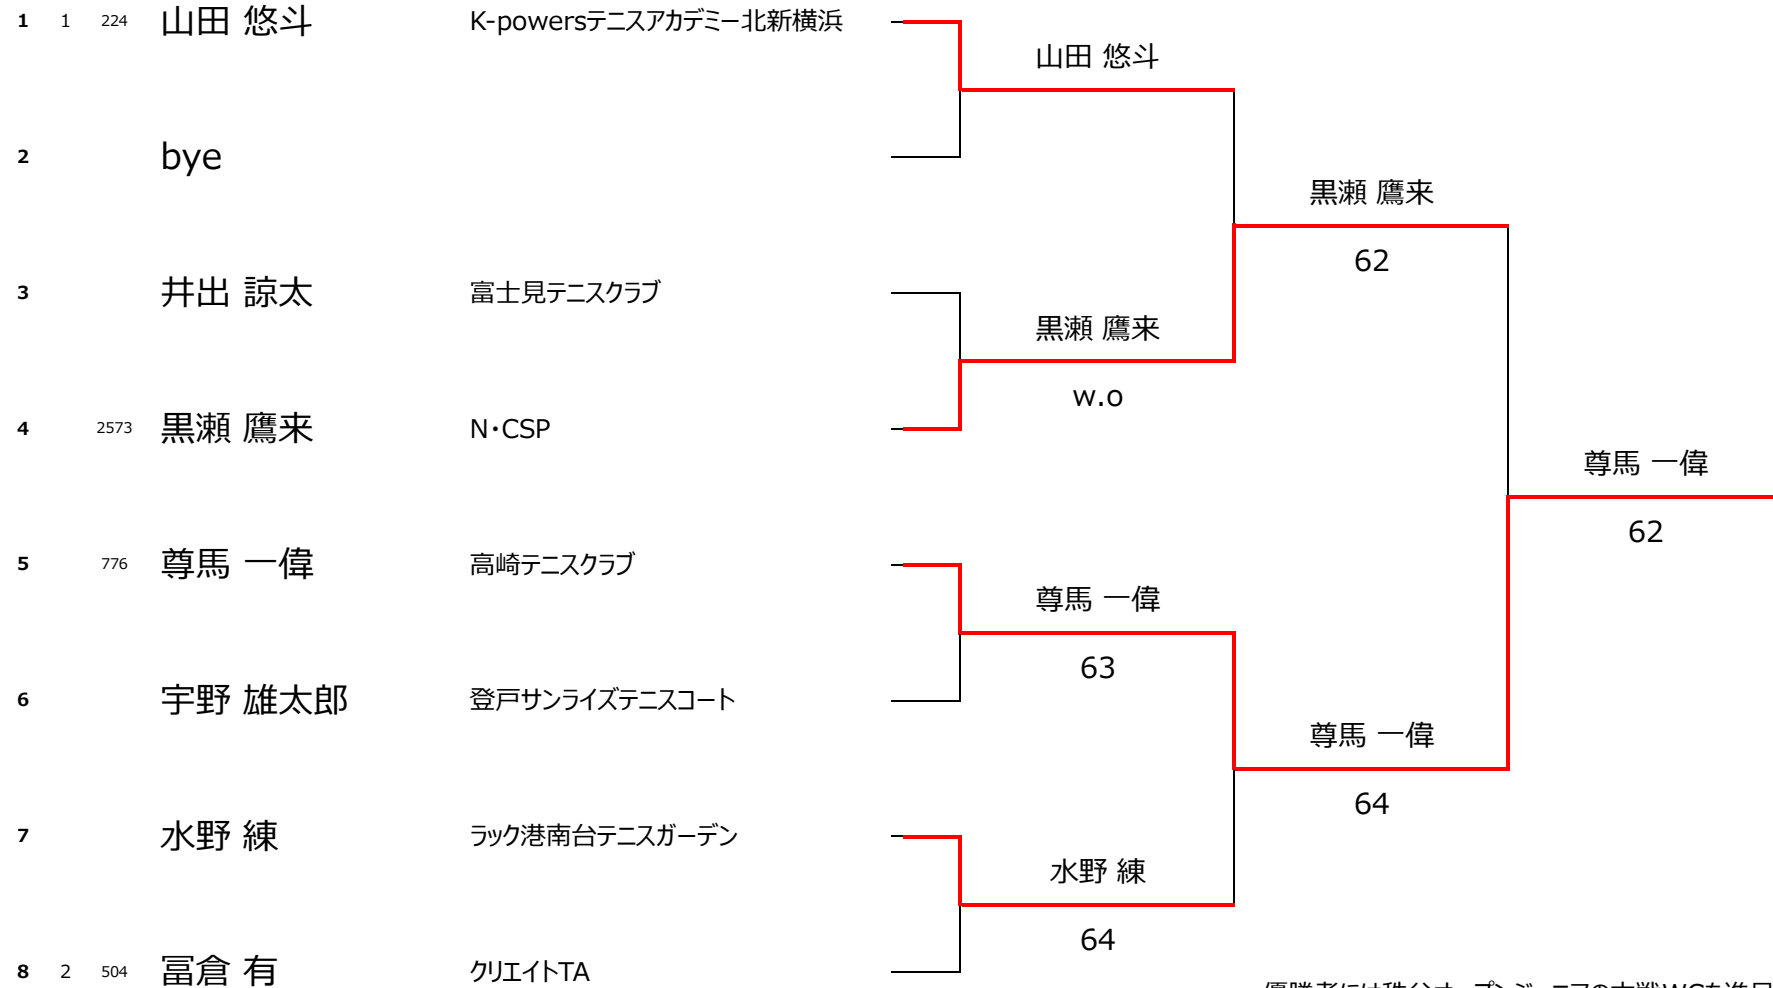 1 1 224 山田 悠斗 K-powersテニスアカデミー北新横浜
山田 悠斗
2 bye
黒瀬 鷹来
62
3 井出 諒太 富士見テニスクラブ
黒瀬 鷹来
w.o
4 2573 黒瀬 鷹来 N・CSP
尊馬 一偉
62
5 776 尊馬 一偉 高崎テニスクラブ
尊馬 一偉
63
6 宇野 雄太郎 登戸サンライズテニスコート
尊馬 一偉
64
7 水野 練 ラック港南台テニスガーデン
水野 練
64
8 2 504 冨倉 有 クリエイトTA